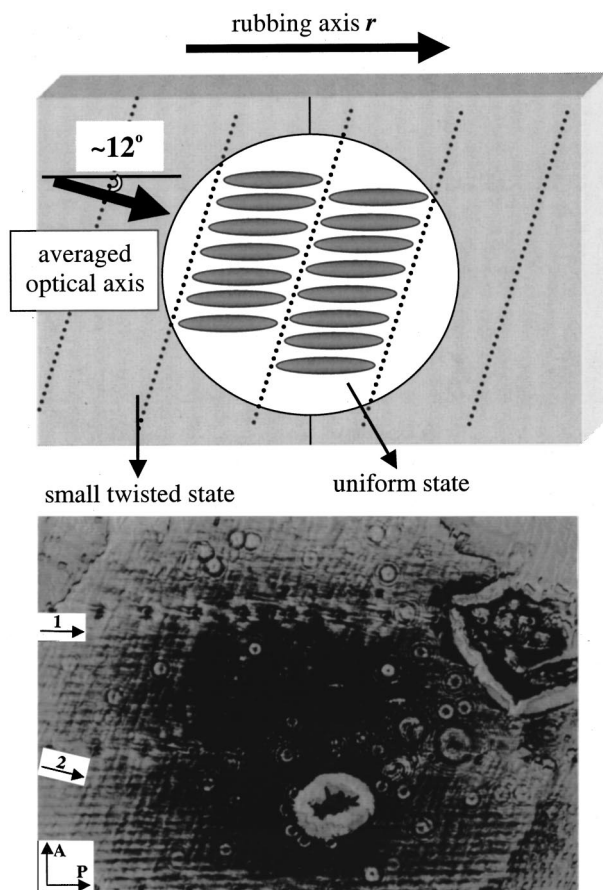 rubbing axis r
~12°
averaged
optical axis
small twisted state
uniform state
1
2
A
P